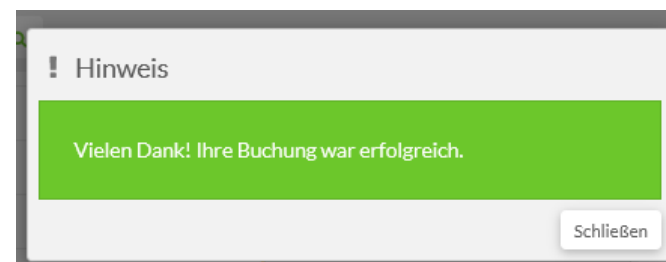 ! Hinweis
Vielen Dank! Ihre Buchung war erfolgreich.
Schließen